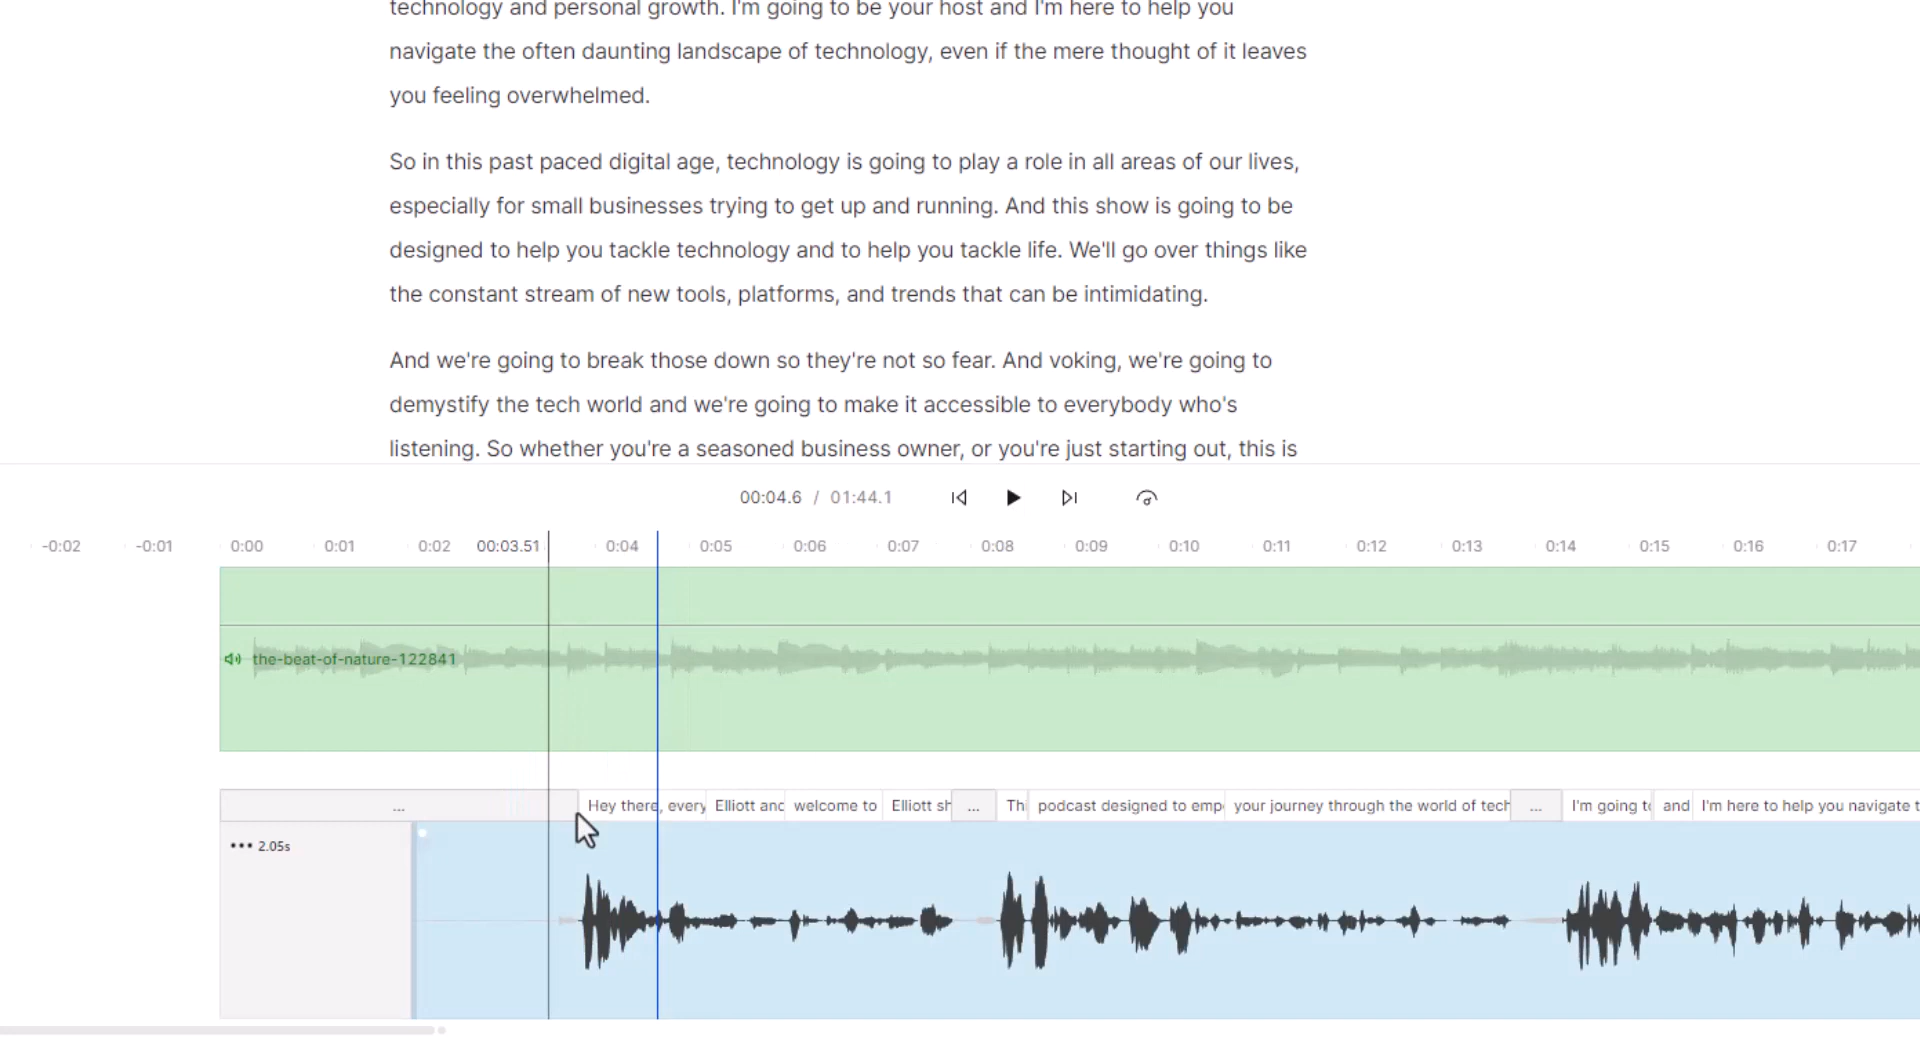 technology and personal growth. I'm going to be your host and I'm here to help you
navigate the often daunting landscape of technology, even if the mere thought of it leaves
you feeling overwhelmed.
So in this past paced digital age, technology is going to play a role in all areas of our lives,
especially for small businesses trying to get up and running. And this show is going to be
designed to help you tackle technology and to help you tackle life. We'll go over things like
the constant stream of new tools, platforms, and trends that can be intimidating.
And we're going to break those down so they're not so fear. And voking, we're going to
demystify the tech world and we're going to make it accessible to everybody who's
listening. So whether you're a seasoned business owner, or you're just starting out, this is
00:04.6 / 01:44.1
-0:02 -0:01 0:00 0:01 0:02 00:03.51 0:04 0:05 0:06 0:07 0:08 0:09 0:10 0:11 0:12 0:13 0:14 0:15 0:16 0:17
the-beat-of-nature-122841
... Hey there, every Elliott and welcome to Elliott sh ... Thi podcast designed to emp your journey through the world of tech ... I'm going to and I'm here to help you navigate t
••• 2.05s